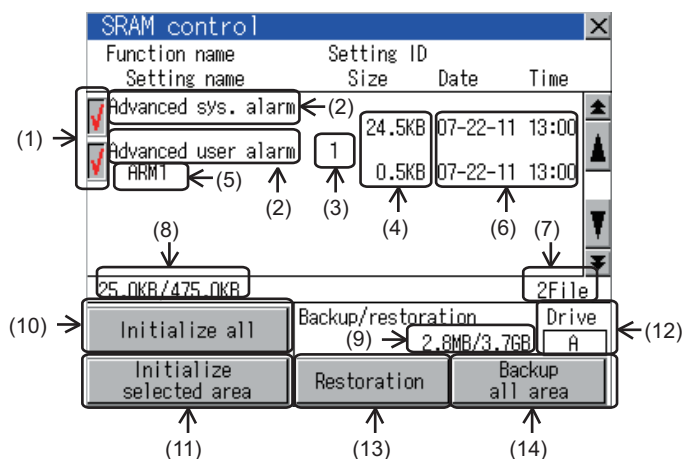 SRAM control
Function name Setting ID
Setting name Size Date Time
Advanced sys. alarm (2)
(1) 24.5KB 07-22-11 13:00
Advanced user alarm 1
ARM1 (5) 0.5KB 07-22-11 13:00
(2) (3) (4) (6) (7)
(8)
25.0KB/475.0KB 2File
(10) Initialize all Backup/restoration Drive (12)
(9) 2.8MB/3.7GB A
Initialize selected area Restoration Backup all area
(11) (13) (14)